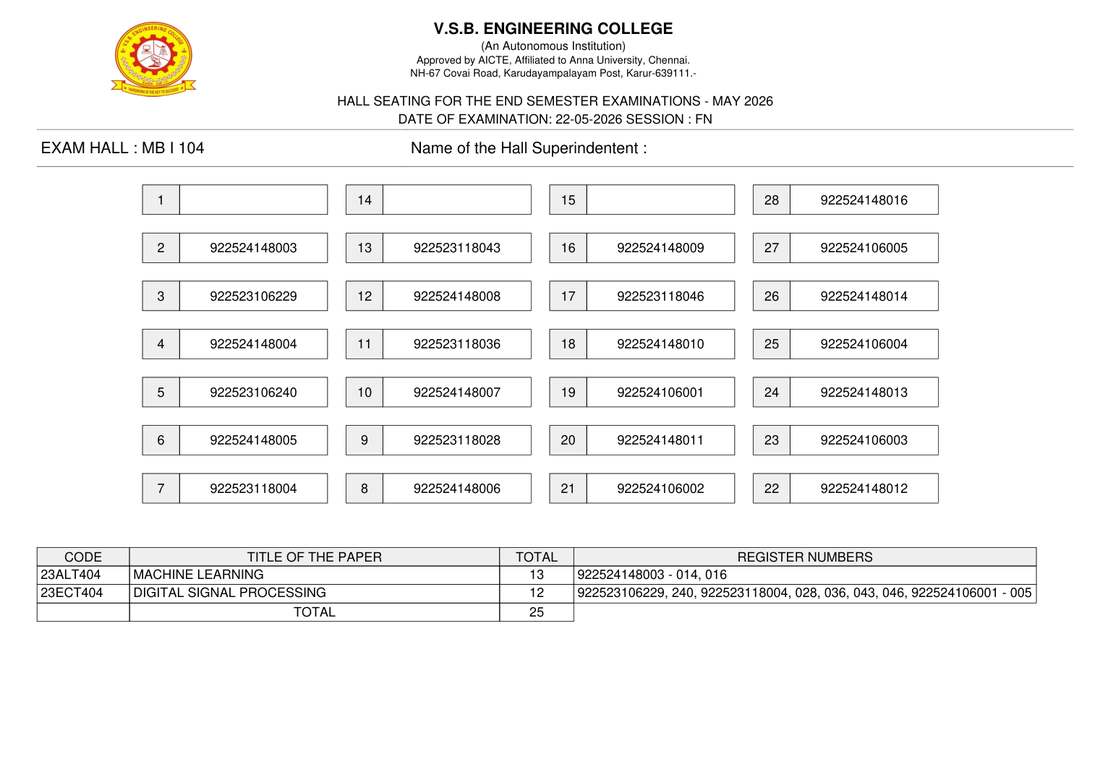 V.S.B. ENGINEERING COLLEGE
(An Autonomous Institution)
Approved by AICTE, Affiliated to Anna University, Chennai.
NH-67 Covai Road, Karudayampalayam Post, Karur-639111.-
HALL SEATING FOR THE END SEMESTER EXAMINATIONS - MAY 2026
DATE OF EXAMINATION: 22-05-2026 SESSION : FN
EXAM HALL : MB I 104 Name of the Hall Superindentent :
1 14 15 28 922524148016
2 922524148003 13 922523118043 16 922524148009 27 922524106005
3 922523106229 12 922524148008 17 922523118046 26 922524148014
4 922524148004 11 922523118036 18 922524148010 25 922524106004
5 922523106240 10 922524148007 19 922524106001 24 922524148013
6 922524148005 9 922523118028 20 922524148011 23 922524106003
7 922523118004 8 922524148006 21 922524106002 22 922524148012
CODE TITLE OF THE PAPER TOTAL REGISTER NUMBERS
23ALT404 MACHINE LEARNING 13 922524148003 - 014, 016
23ECT404 DIGITAL SIGNAL PROCESSING 12 922523106229, 240, 922523118004, 028, 036, 043, 046, 922524106001 - 005
TOTAL 25